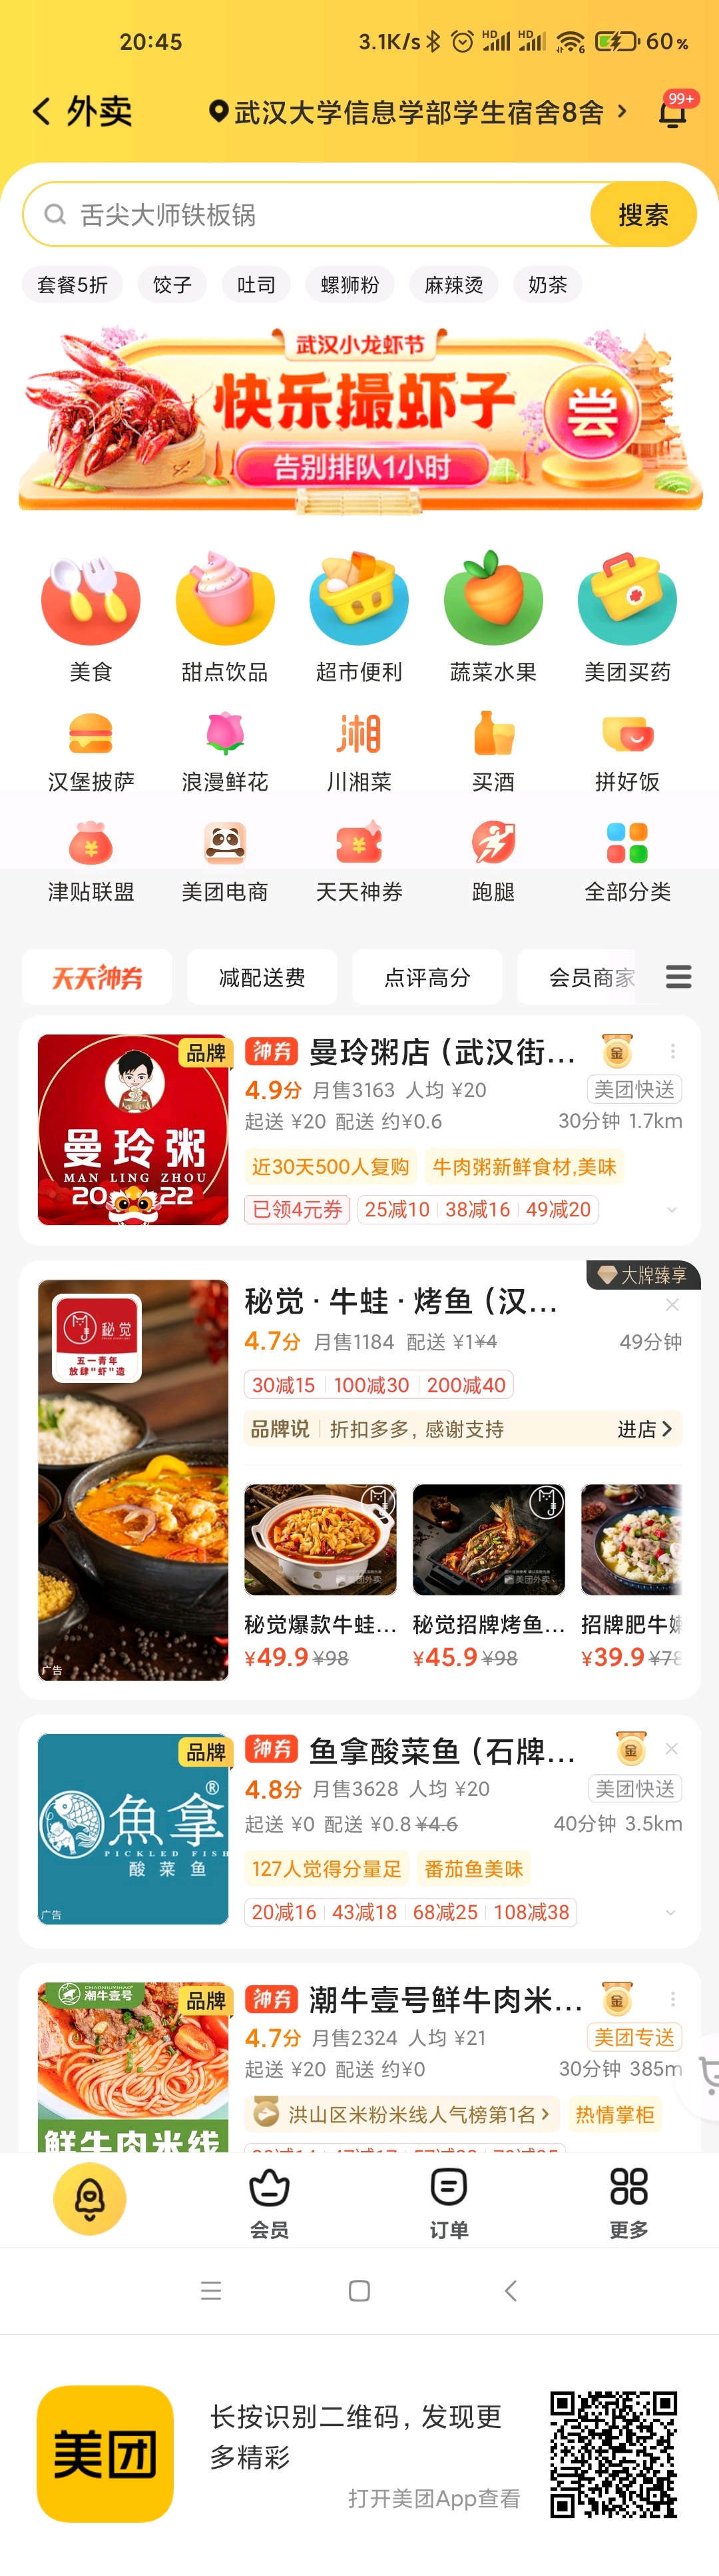 20:45 3.1K/s HD HD 6 60%
外卖 武汉大学信息学部学生宿舍8舍 99+
舌尖大师铁板锅 搜索
套餐5折 饺子 吐司 螺狮粉 麻辣烫 奶茶
武汉小龙虾节
快乐撮虾子 尝
告别排队1小时
美食 甜点饮品 超市便利 蔬菜水果 美团买药
湘
汉堡披萨 浪漫鲜花 川湘菜 买酒 拼好饭
¥ ¥
津贴联盟 美团电商 天天神券 跑腿 全部分类
天天神券 减配送费 点评高分 会员商家
品牌 神券 曼玲粥店（武汉街... 金
4.9分 月售3163 人均 ¥20 美团快送
起送 ¥20 配送 约¥0.6 30分钟 1.7km
曼玲粥
MAN LING ZHOU
2022
近30天500人复购 牛肉粥新鲜食材,美味
已领4元券 25减10 38减16 49减20
大牌臻享
秘觉·牛蛙·烤鱼（汉...
秘觉
五一青年
放肆"虾"造
4.7分 月售1184 配送 ¥1¥4 49分钟
30减15 100减30 200减40
品牌说 折扣多多，感谢支持 进店
美团外卖 美团外卖
秘觉爆款牛蛙... 秘觉招牌烤鱼... 招牌肥牛
¥49.9 ¥98 ¥45.9 ¥98 ¥39.9 ¥78
广告
品牌 神券 鱼拿酸菜鱼（石牌... 金
4.8分 月售3628 人均 ¥20 美团快送
起送 ¥0 配送 ¥0.8 ¥4.6 40分钟 3.5km
魚拿®
PICKLED FISH
酸菜鱼
127人觉得分量足 番茄鱼美味
广告
20减16 43减18 68减25 108减38
潮牛壹号
品牌 神券 潮牛壹号鲜牛肉米... 金
4.7分 月售2324 人均 ¥21 美团专送
起送 ¥20 配送 约¥0 30分钟 385m
洪山区米粉米线人气榜第1名 热情掌柜
鲜牛肉米线
会员 订单 更多
美团
长按识别二维码，发现更
多精彩
打开美团App查看